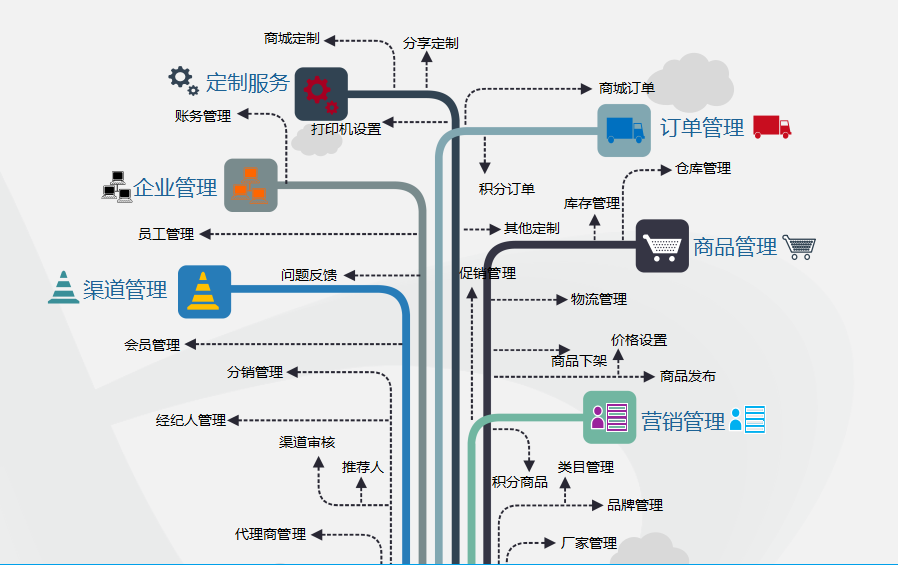 商城定制
分享定制
定制服务
商城订单
账务管理
打印机设置
订单管理
仓库管理
企业管理
积分订单
库存管理
员工管理
其他定制
商品管理
问题反馈
促销管理
渠道管理
物流管理
会员管理
价格设置
商品下架
分销管理
商品发布
经纪人管理
营销管理
渠道审核
推荐人
类目管理
积分商品
品牌管理
代理商管理
厂家管理